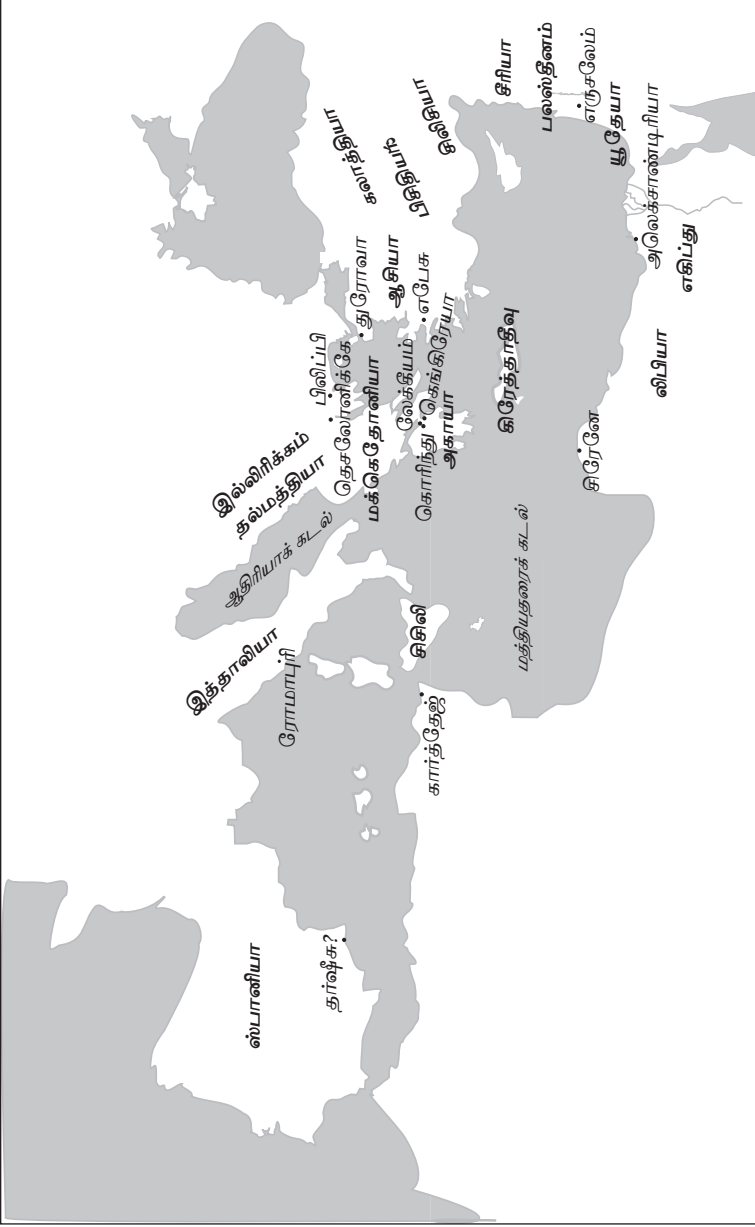 இத்தாலியா
இல்லிரிக்கம்
தல்மத்தியா
ஆதிரியாக் கடல்
ஸ்பானியா
ரோமாபுரி
பிலிப்பி
தர்ஷீசு?
தெசலோனிக்கே
துரோவா
மக்கெதோனியா
கலாத்தியா
ஆசியா
லேக்கியம்
எபேசு
கொரிந்து
கெங்கிரேயா
அகாயா
சிசிலி
கார்த்தேஜ்
கிரேத்தாதீவு
சீரியா
மத்தியதரைக் கடல்
பலஸ்தீனம்
எருசலேம்
சிரேனே
யூதேயா
அலெக்சாண்டிரியா
லிபியா
எகிப்து